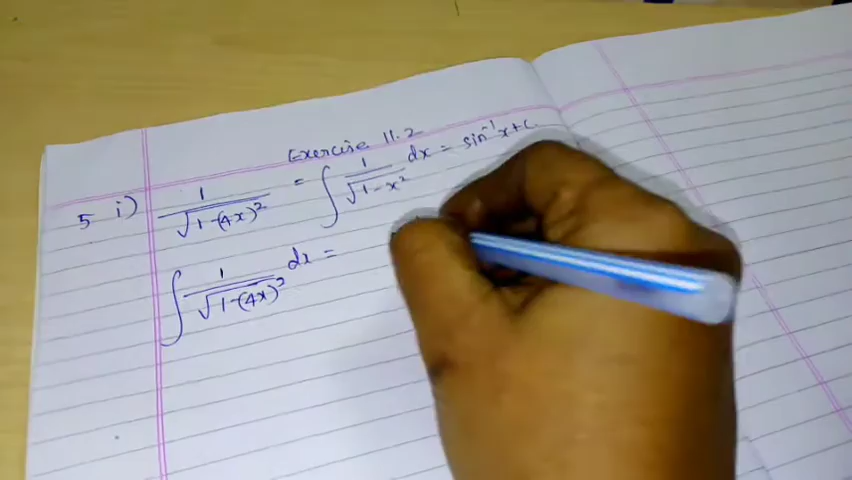 Exercise 11.2
5 i) 1/√(1-(4x)²) = ∫ 1/√(1-x²) dx = sin⁻¹x+c
∫ 1/√(1-(4x)²) dx =